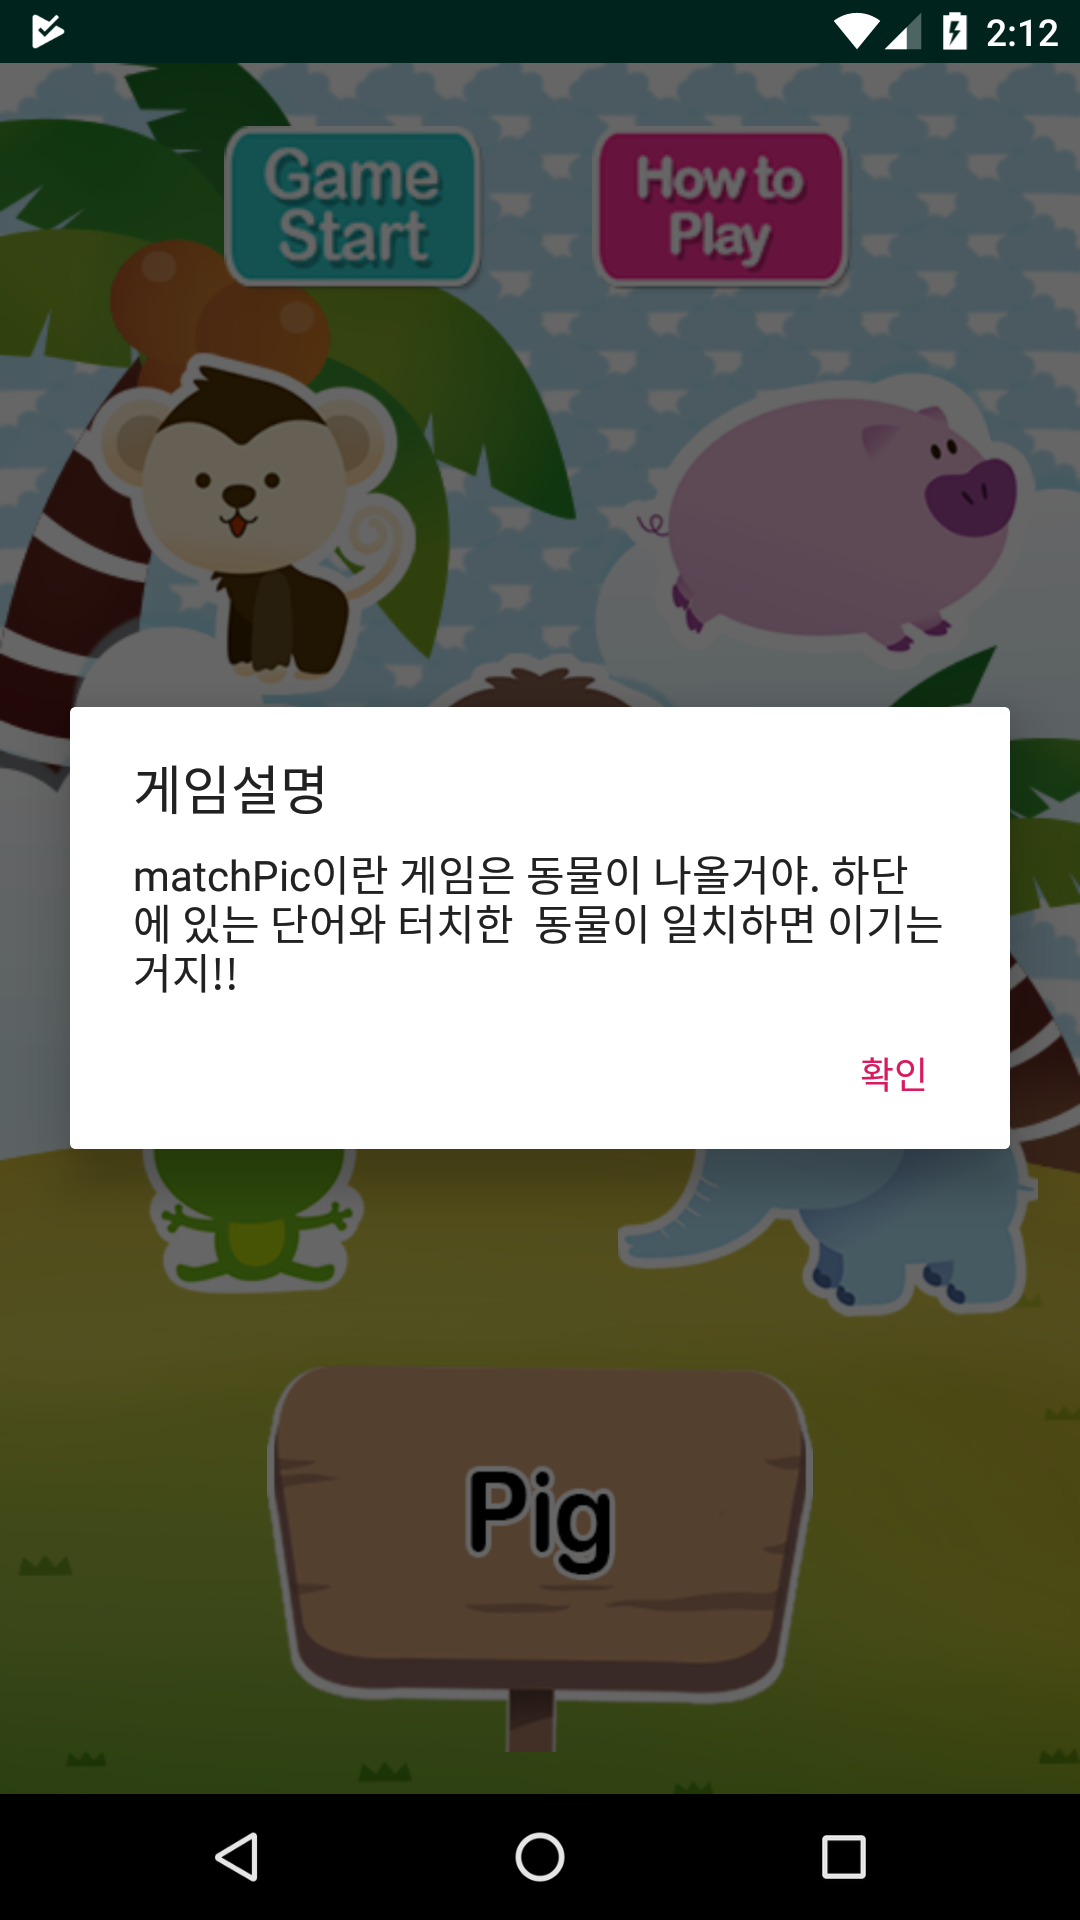 2:12
Game
Start
How to
Play
게임설명
matchPic이란 게임은 동물이 나올거야. 하단
에 있는 단어와 터치한  동물이 일치하면 이기는
거지!!
확인
Pig